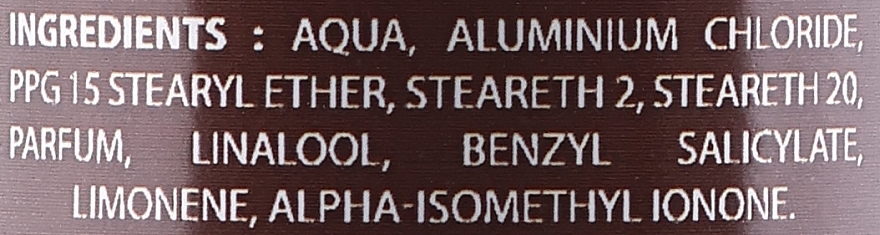 INGREDIENTS : AQUA, ALUMINIUM CHLORIDE,
PPG 15 STEARYL ETHER, STEARETH 2, STEARETH 20,
PARFUM, LINALOOL, BENZYL SALICYLATE,
LIMONENE, ALPHA-ISOMETHYL IONONE.